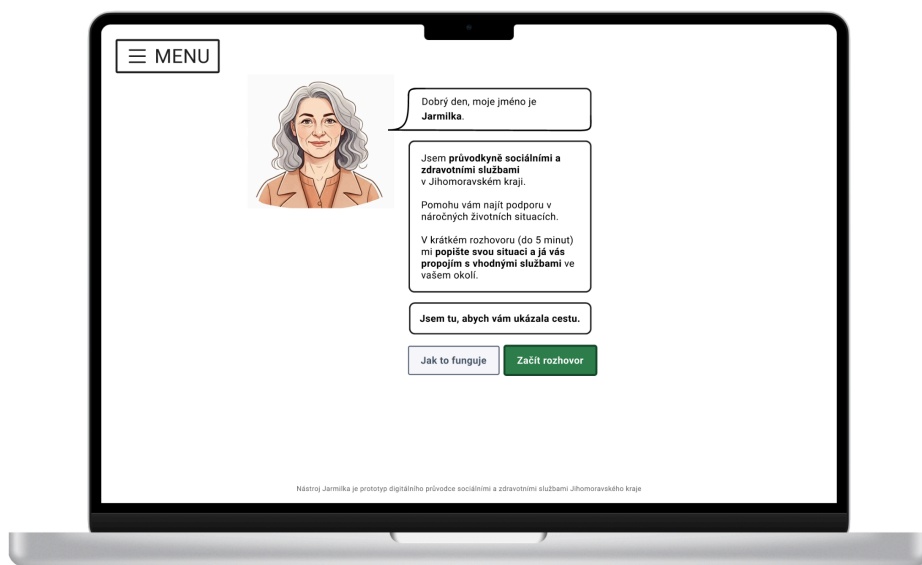 MENU
Dobrý den, moje jméno je
Jarmilka.
Jsem průvodkyně sociálními a
zdravotními službami
v Jihomoravském kraji.
Pomohu vám najít podporu v
náročných životních situacích.
V krátkém rozhovoru (do 5 minut)
mi popište svou situaci a já vás
propojím s vhodnými službami ve
vašem okolí.
Jsem tu, abych vám ukázala cestu.
Jak to funguje
Začít rozhovor
Nástroj Jarmilka je prototyp digitálního průvodce sociálními a zdravotními službami Jihomoravského kraje